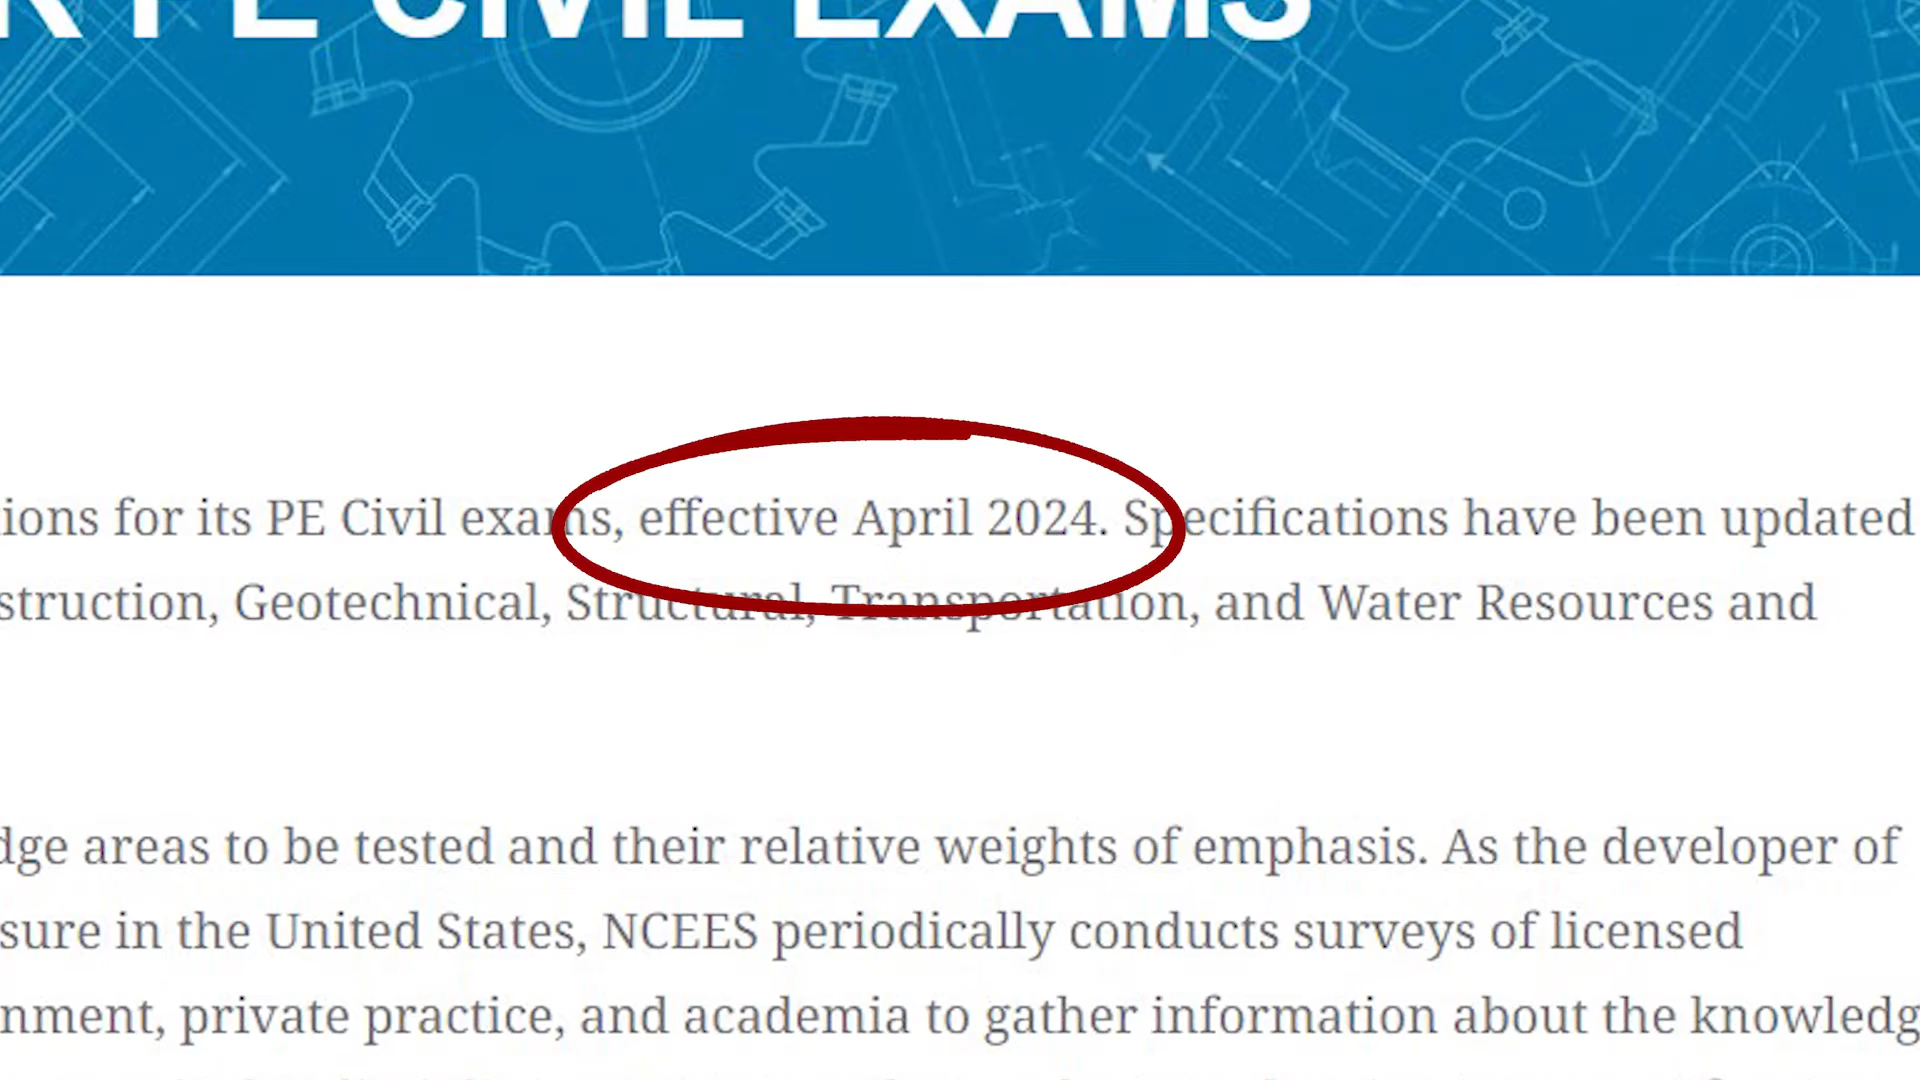 R PE CIVIL EXAMS
ions for its PE Civil exams, effective April 2024. Specifications have been updated
struction, Geotechnical, Structural, Transportation, and Water Resources and
dge areas to be tested and their relative weights of emphasis. As the developer of
sure in the United States, NCEES periodically conducts surveys of licensed
nment, private practice, and academia to gather information about the knowledg